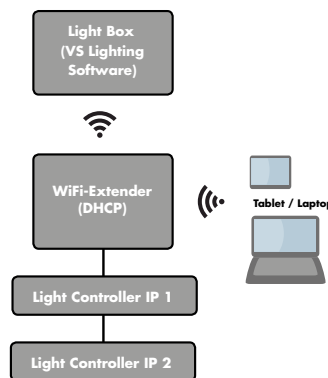 Light Box
(VS Lighting
Software)
WiFi-Extender
(DHCP)
Tablet / Laptop
Light Controller IP 1
Light Controller IP 2